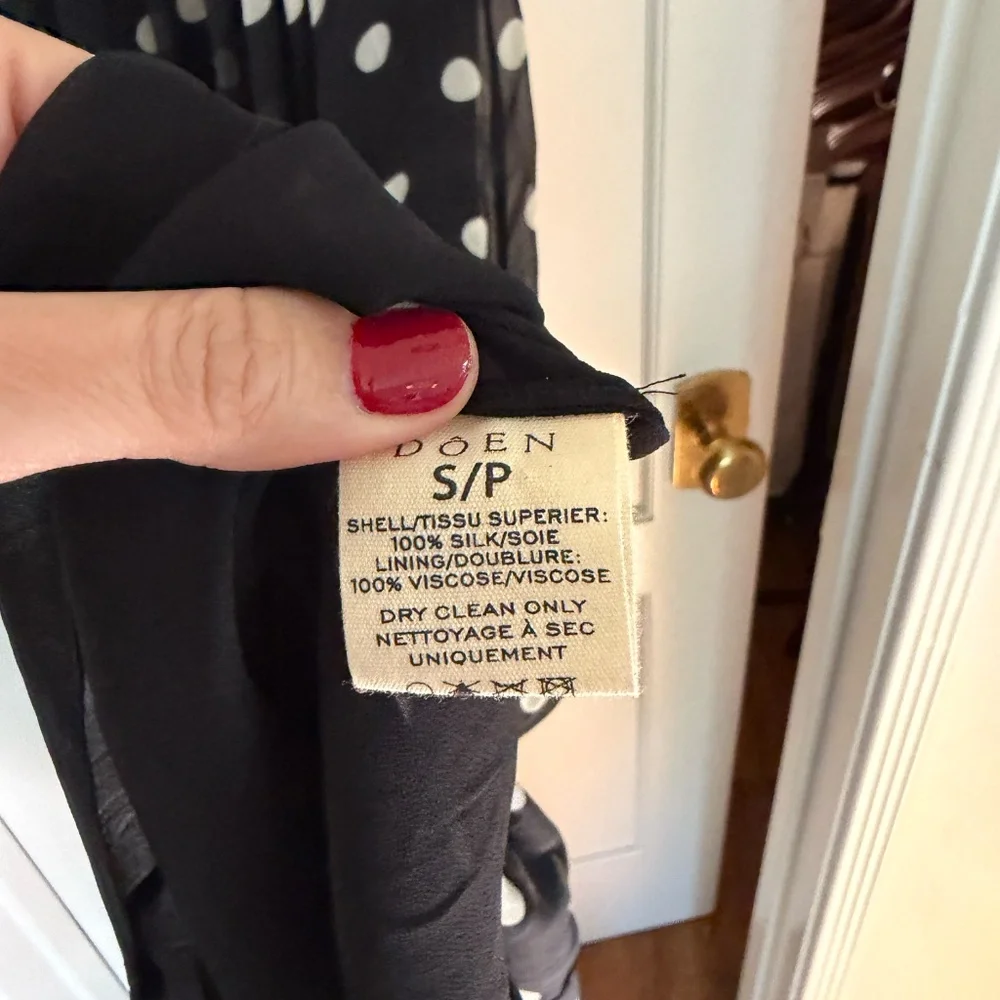 DÔEN
S/P
SHELL/TISSU SUPERIER:
100% SILK/SOIE
LINING/DOUBLURE:
100% VISCOSE/VISCOSE
DRY CLEAN ONLY
NETTOYAGE À SEC
UNIQUEMENT